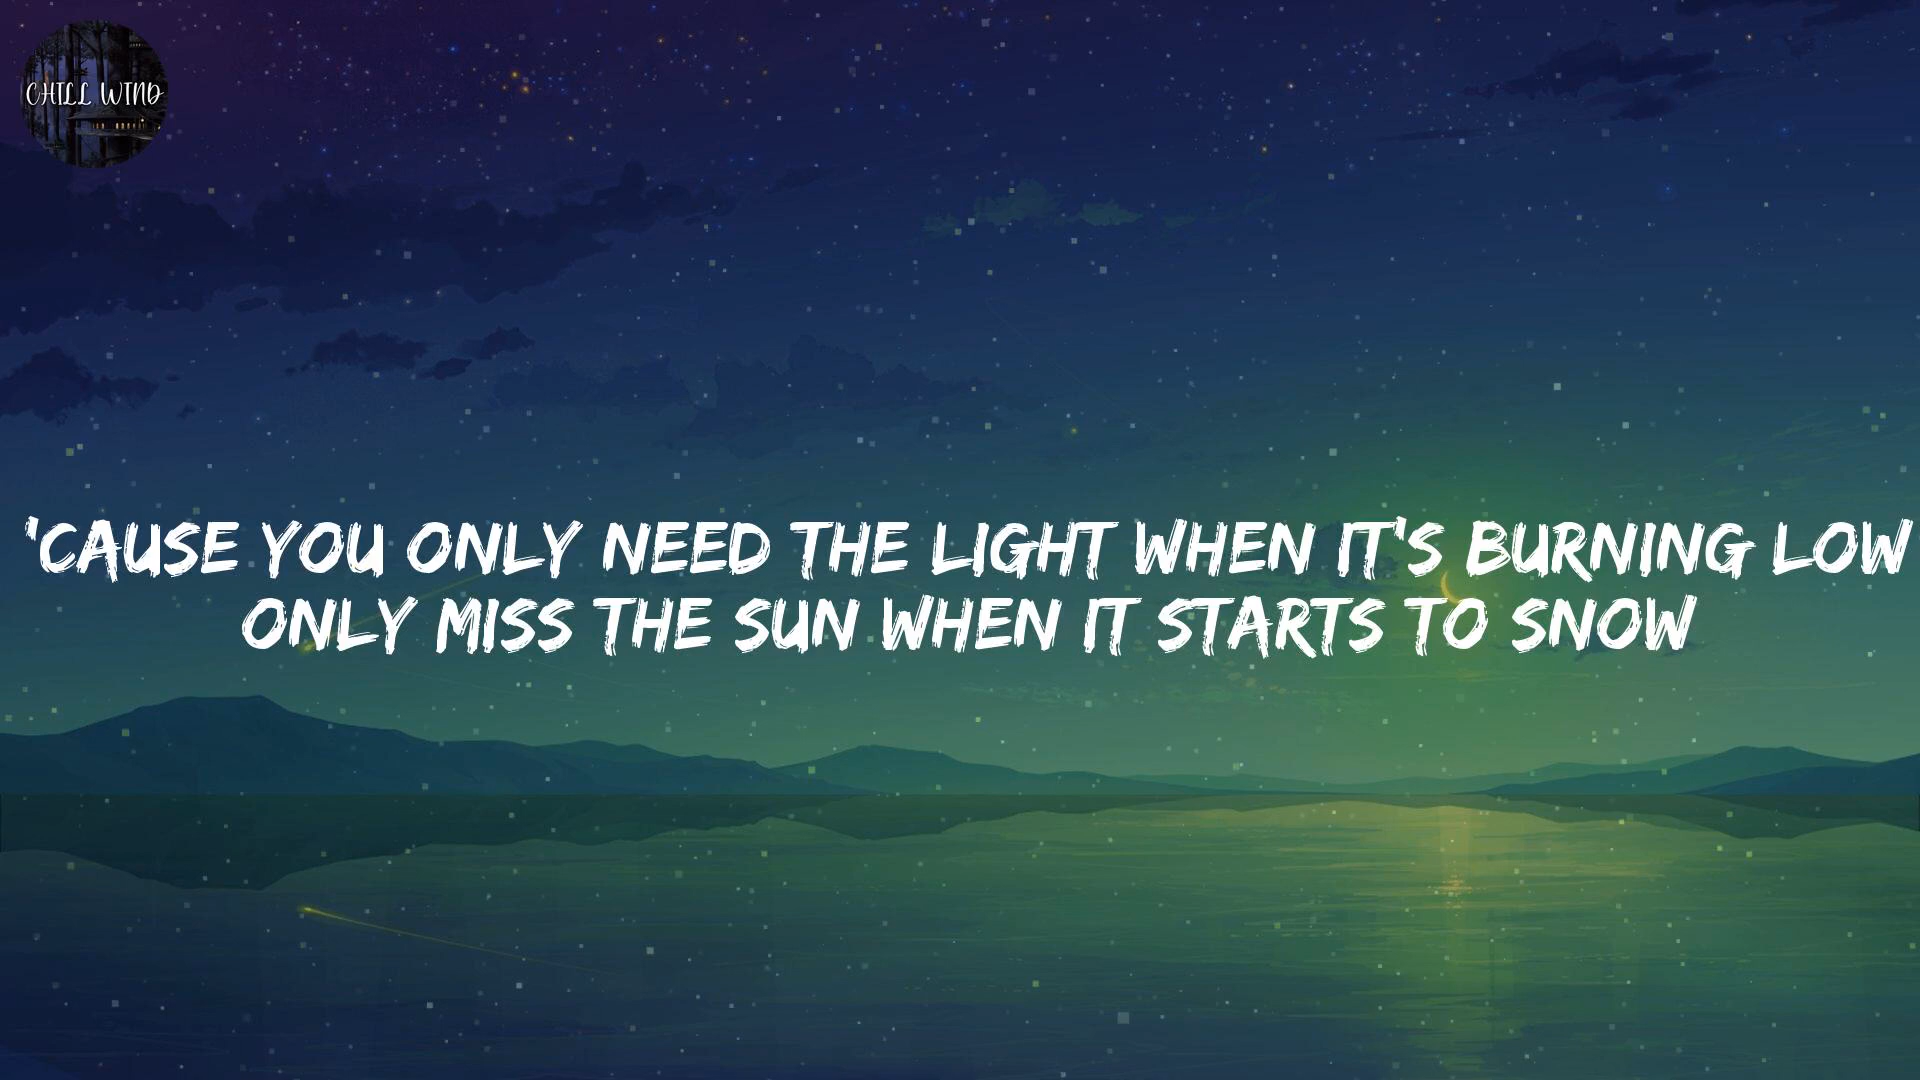 CHILL WIND
'CAUSE YOU ONLY NEED THE LIGHT WHEN IT'S BURNING LOW
ONLY MISS THE SUN WHEN IT STARTS TO SNOW